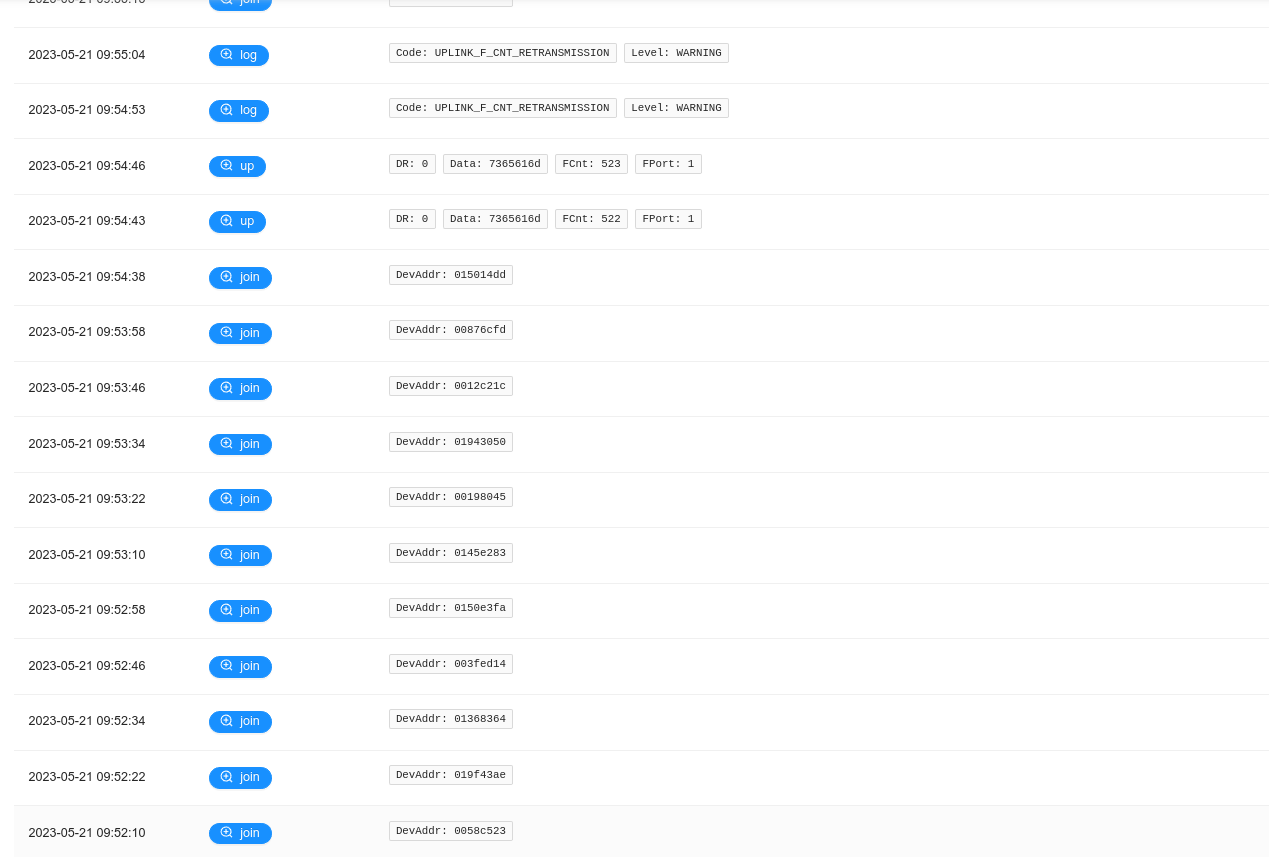 join
2023-05-21 09:55:04 log Code: UPLINK_F_CNT_RETRANSMISSION Level: WARNING
2023-05-21 09:54:53 log Code: UPLINK_F_CNT_RETRANSMISSION Level: WARNING
2023-05-21 09:54:46 up DR: 0 Data: 7365616d FCnt: 523 FPort: 1
2023-05-21 09:54:43 up DR: 0 Data: 7365616d FCnt: 522 FPort: 1
2023-05-21 09:54:38 join DevAddr: 015014dd
2023-05-21 09:53:58 join DevAddr: 00876cfd
2023-05-21 09:53:46 join DevAddr: 0012c21c
2023-05-21 09:53:34 join DevAddr: 01943050
2023-05-21 09:53:22 join DevAddr: 00198045
2023-05-21 09:53:10 join DevAddr: 0145e283
2023-05-21 09:52:58 join DevAddr: 0150e3fa
2023-05-21 09:52:46 join DevAddr: 003fed14
2023-05-21 09:52:34 join DevAddr: 01368364
2023-05-21 09:52:22 join DevAddr: 019f43ae
2023-05-21 09:52:10 join DevAddr: 0058c523